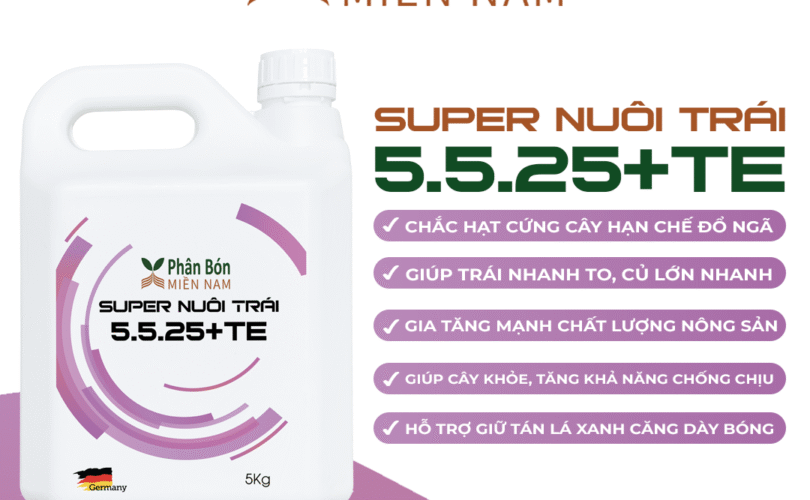 MIỀN NAM
SUPER NUÔI TRÁI
5.5.25+TE
CHẮC HẠT CỨNG CÂY HẠN CHẾ ĐỔ NGÃ
GIÚP TRÁI NHANH TO, CỦ LỚN NHANH
GIA TĂNG MẠNH CHẤT LƯỢNG NÔNG SẢN
GIÚP CÂY KHỎE, TĂNG KHẢ NĂNG CHỐNG CHỊU
HỖ TRỢ GIỮ TÁN LÁ XANH CĂNG DÀY BÓNG
Phân Bón
MIỀN NAM
SUPER NUÔI TRÁI
5.5.25+TE
Germany
5Kg